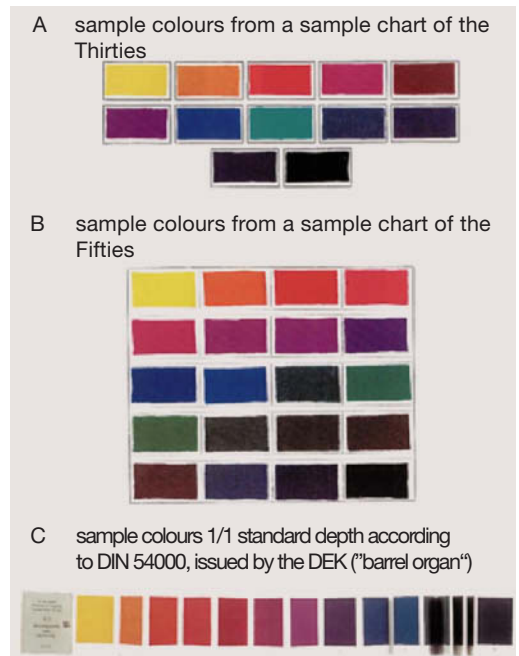 A sample colours from a sample chart of the
Thirties
B sample colours from a sample chart of the
Fifties
C sample colours 1/1 standard depth according
to DIN 54000, issued by the DEK ("barrel organ“)